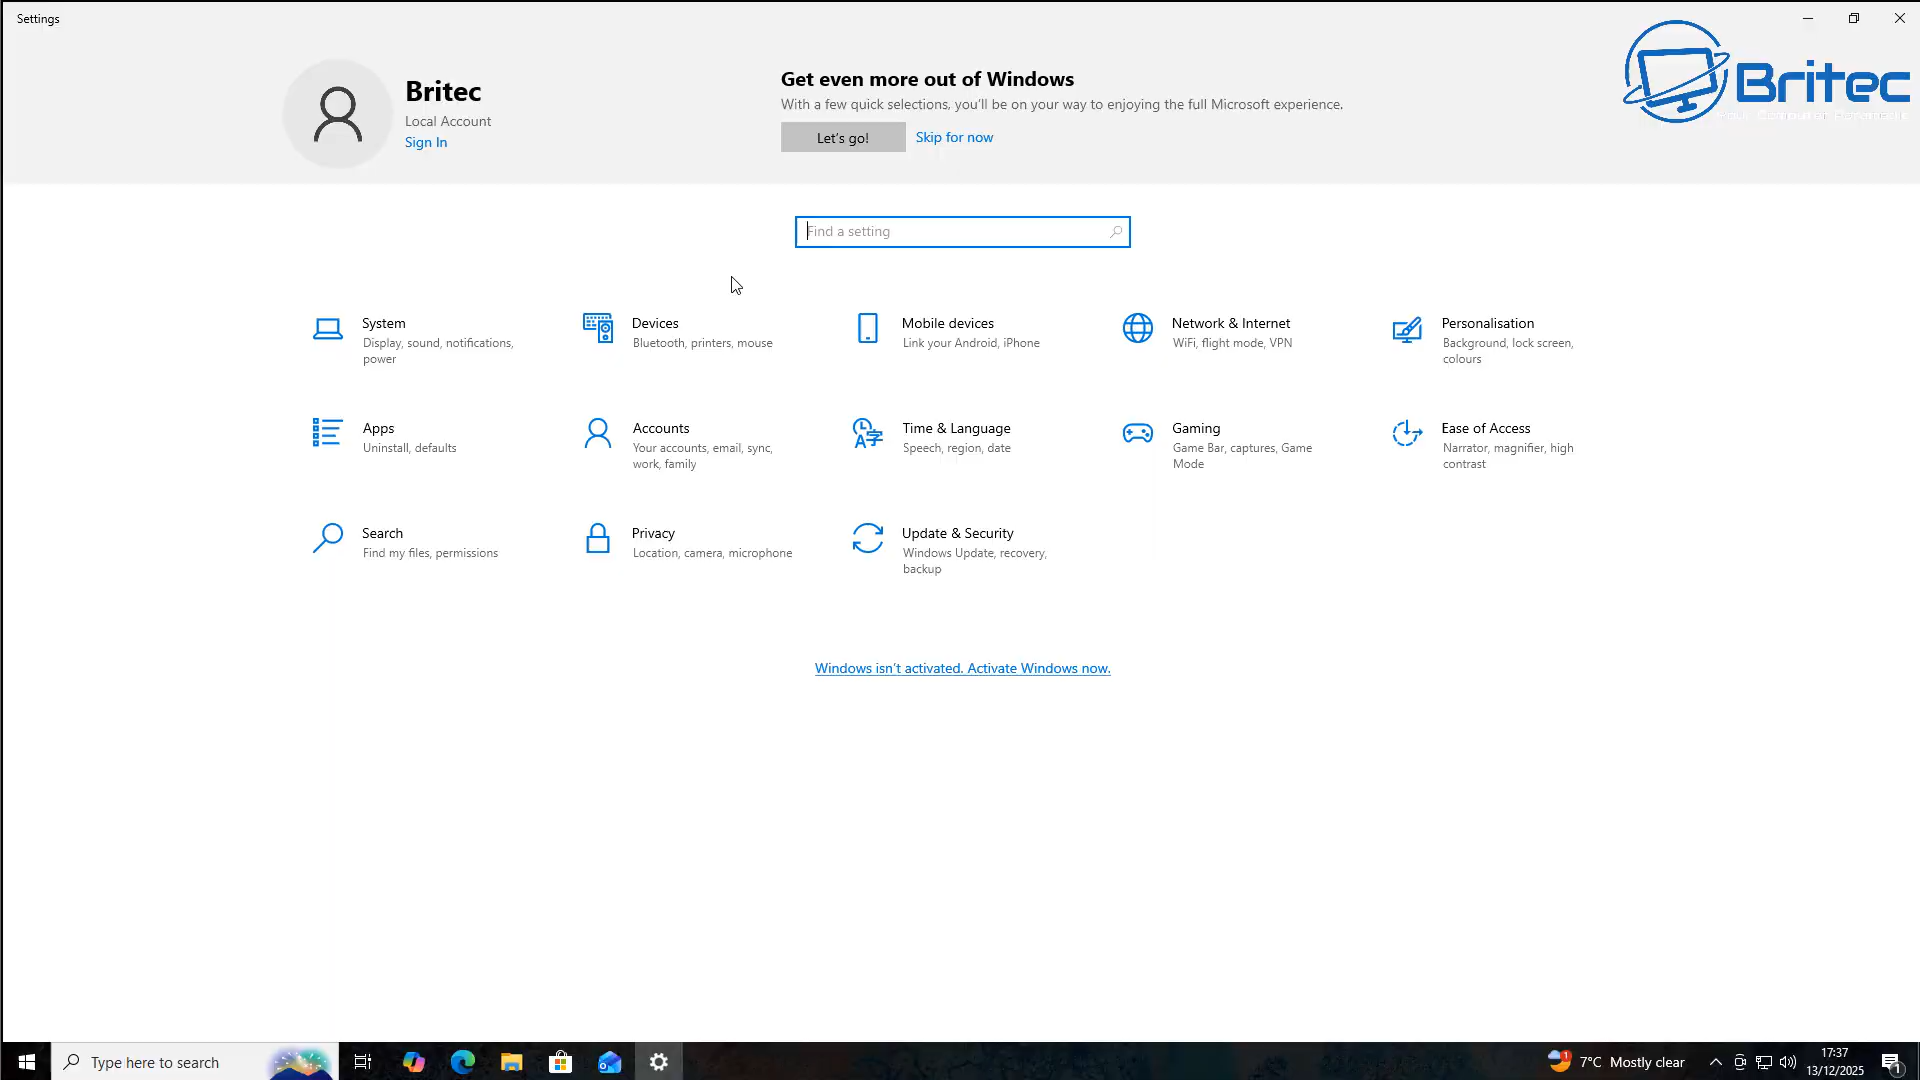 Settings
Britec
Local Account
Sign In
Get even more out of Windows
With a few quick selections, you'll be on your way to enjoying the full Microsoft experience.
Let's go!
Skip for now
Britec
Find a setting
System
Display, sound, notifications,
power
Devices
Bluetooth, printers, mouse
Mobile devices
Link your Android, iPhone
Network & Internet
WiFi, flight mode, VPN
Personalisation
Background, lock screen,
colours
Apps
Uninstall, defaults
Accounts
Your accounts, email, sync,
work, family
Time & Language
Speech, region, date
Gaming
Game Bar, captures, Game
Mode
Ease of Access
Narrator, magnifier, high
contrast
Search
Find my files, permissions
Privacy
Location, camera, microphone
Update & Security
Windows Update, recovery,
backup
Windows isn't activated. Activate Windows now.
Type here to search
1
7°C Mostly clear
17:37
13/12/2025
1